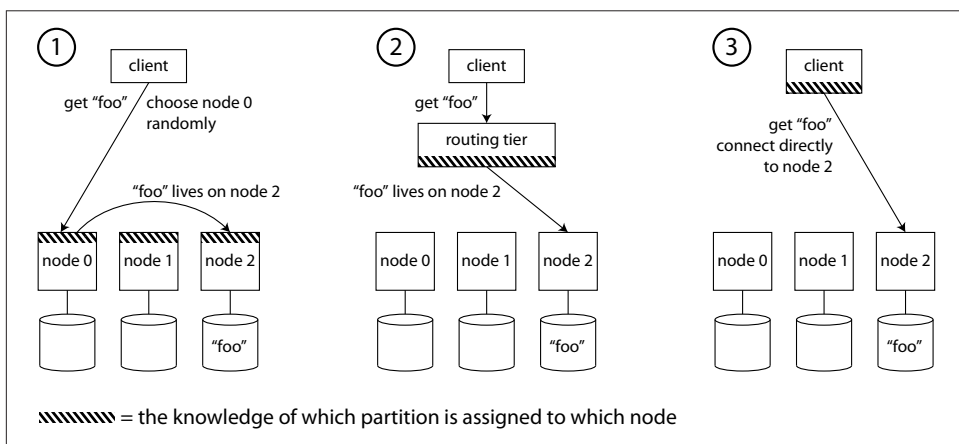 1
client
get “foo”
choose node 0
randomly
“foo” lives on node 2
node 0
node 1
node 2
“foo”
2
client
get “foo”
routing tier
“foo” lives on node 2
node 0
node 1
node 2
“foo”
3
client
get “foo”
connect directly
to node 2
node 0
node 1
node 2
“foo”
= the knowledge of which partition is assigned to which node